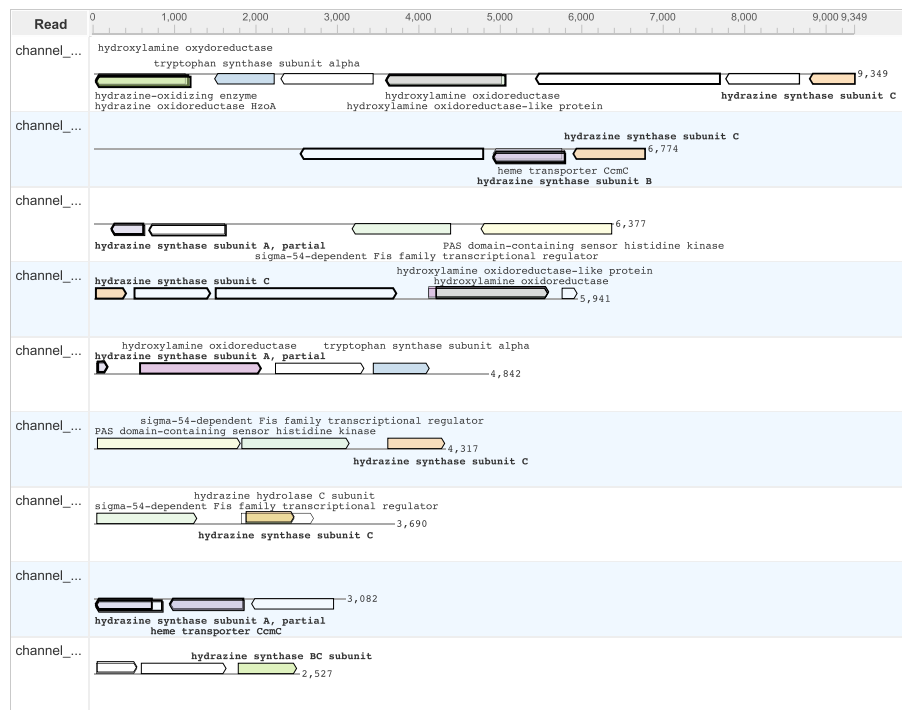 Read 0 1,000 2,000 3,000 4,000 5,000 6,000 7,000 8,000 9,000 9,349
channel_...
hydroxylamine oxydoreductase
tryptophan synthase subunit alpha
9,349
hydrazine-oxidizing enzyme hydroxylamine oxidoreductase hydrazine synthase subunit C
hydrazine oxidoreductase HzoA hydroxylamine oxidoreductase-like protein
channel_...
hydrazine synthase subunit C
6,774
heme transporter CcmC
hydrazine synthase subunit B
channel_...
6,377
hydrazine synthase subunit A, partial PAS domain-containing sensor histidine kinase
sigma-54-dependent Fis family transcriptional regulator
channel_...
hydroxylamine oxidoreductase-like protein
hydrazine synthase subunit C hydroxylamine oxidoreductase
5,941
channel_...
hydroxylamine oxidoreductase tryptophan synthase subunit alpha
hydrazine synthase subunit A, partial
4,842
channel_...
sigma-54-dependent Fis family transcriptional regulator
PAS domain-containing sensor histidine kinase
4,317
hydrazine synthase subunit C
channel_...
hydrazine hydrolase C subunit
sigma-54-dependent Fis family transcriptional regulator
3,690
hydrazine synthase subunit C
channel_...
3,082
hydrazine synthase subunit A, partial
heme transporter CcmC
channel_...
hydrazine synthase BC subunit
2,527